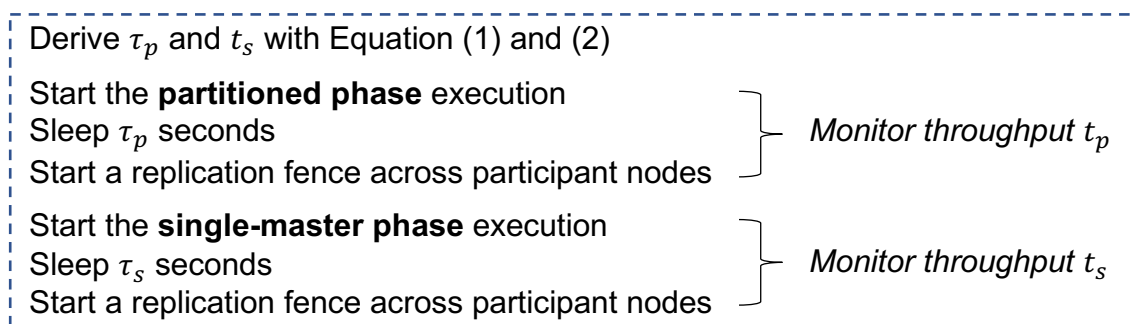 Derive τₚ and tₛ with Equation (1) and (2)
Start the partitioned phase execution
Sleep τₚ seconds
Start a replication fence across participant nodes
Monitor throughput tₚ
Start the single-master phase execution
Sleep τₛ seconds
Start a replication fence across participant nodes
Monitor throughput tₛ